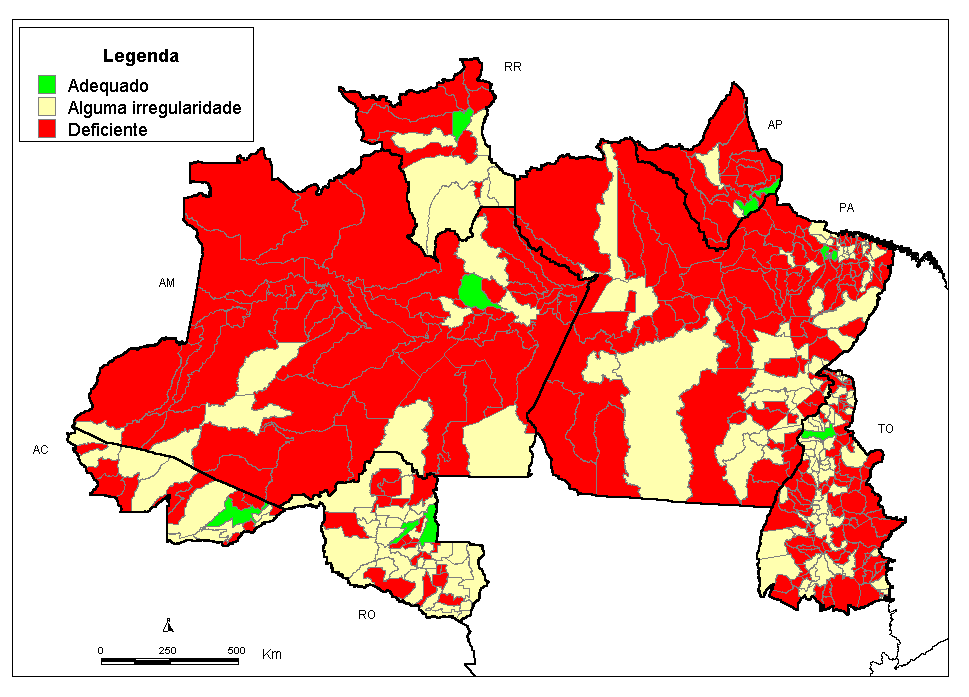 Legenda
Adequado
Alguma irregularidade
Deficiente
RR
AP
PA
AM
AC
TO
RO
0 250 500 Km